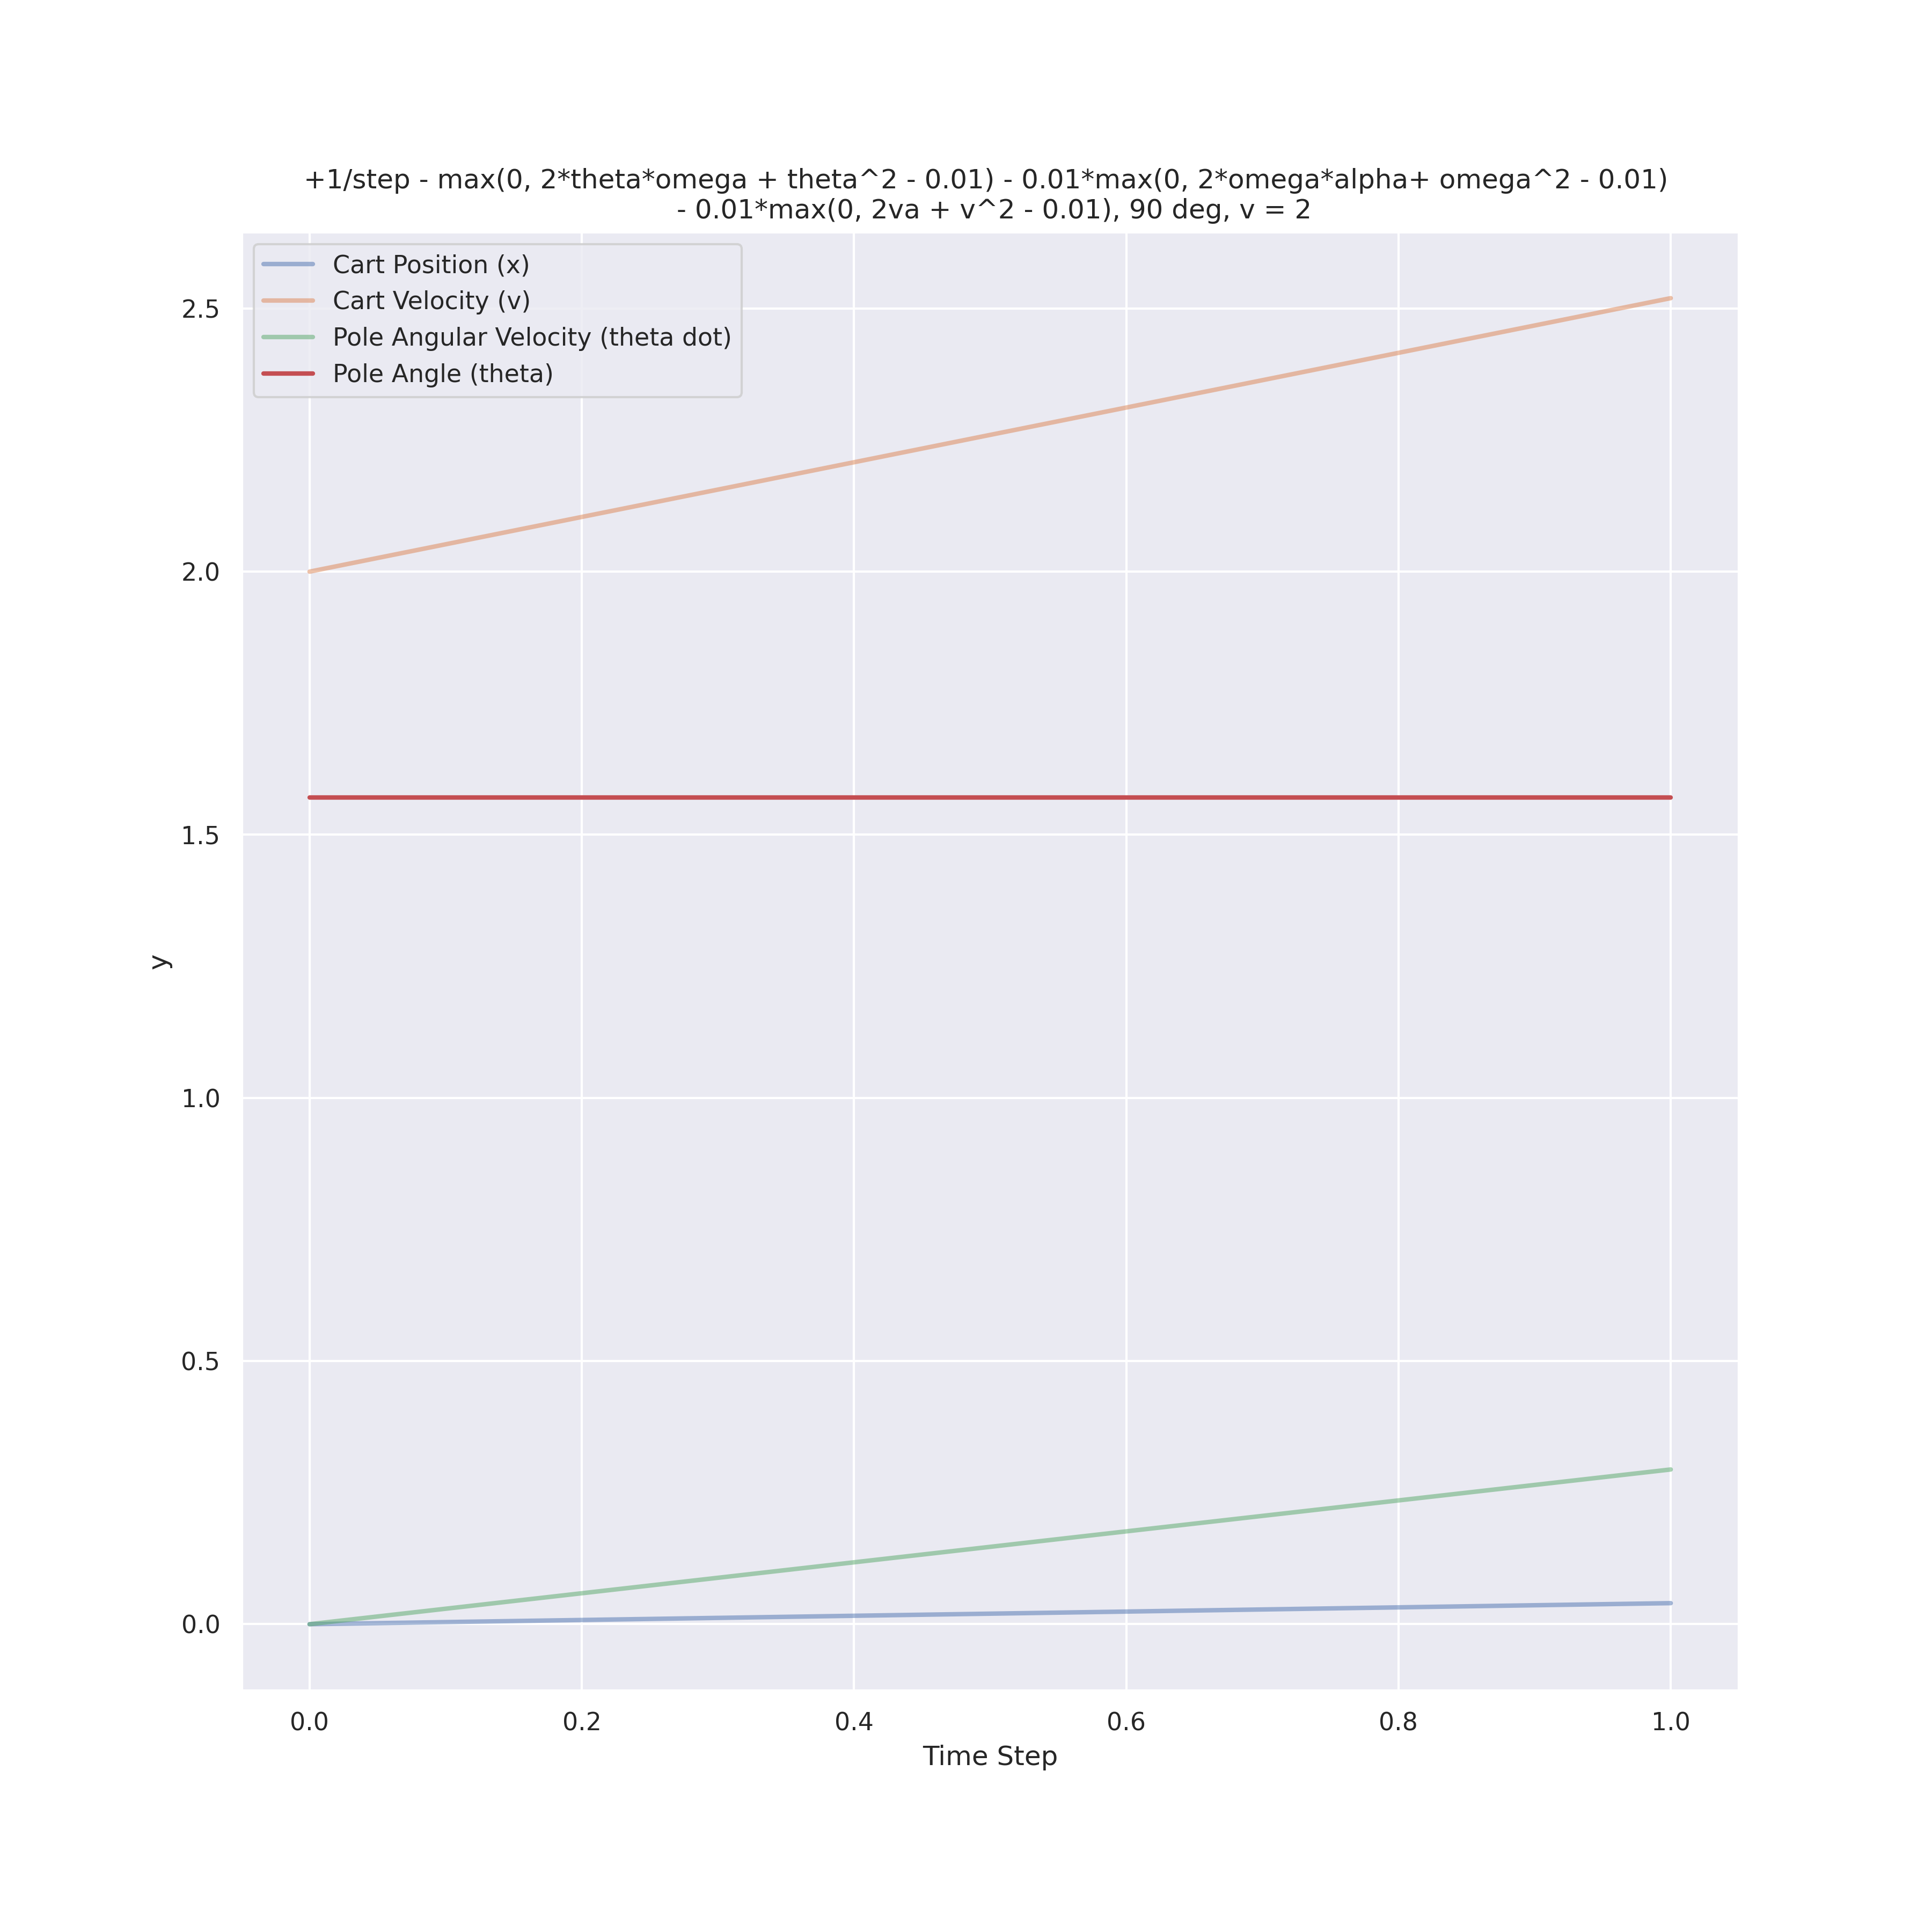 +1/step - max(0, 2*theta*omega + theta^2 - 0.01) - 0.01*max(0, 2*omega*alpha+ omega^2 - 0.01)
- 0.01*max(0, 2va + v^2 - 0.01), 90 deg, v = 2
Cart Position (x)
Cart Velocity (v)
Pole Angular Velocity (theta dot)
Pole Angle (theta)
2.5
2.0
1.5
y
1.0
0.5
0.0
0.0 0.2 0.4 0.6 0.8 1.0
Time Step